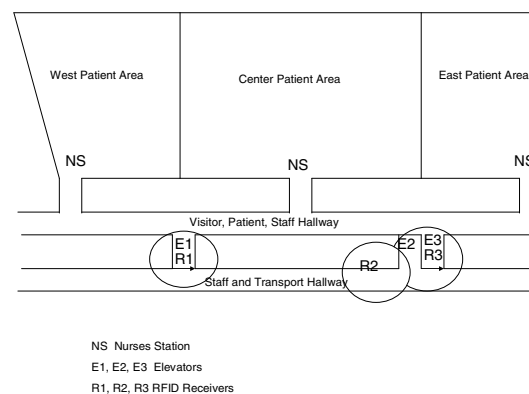 West Patient Area
Center Patient Area
East Patient Area
NS
NS
NS
Visitor, Patient, Staff Hallway
E1
R1
E2
E3
R3
R2
Staff and Transport Hallway
NS Nurses Station
E1, E2, E3 Elevators
R1, R2, R3 RFID Receivers